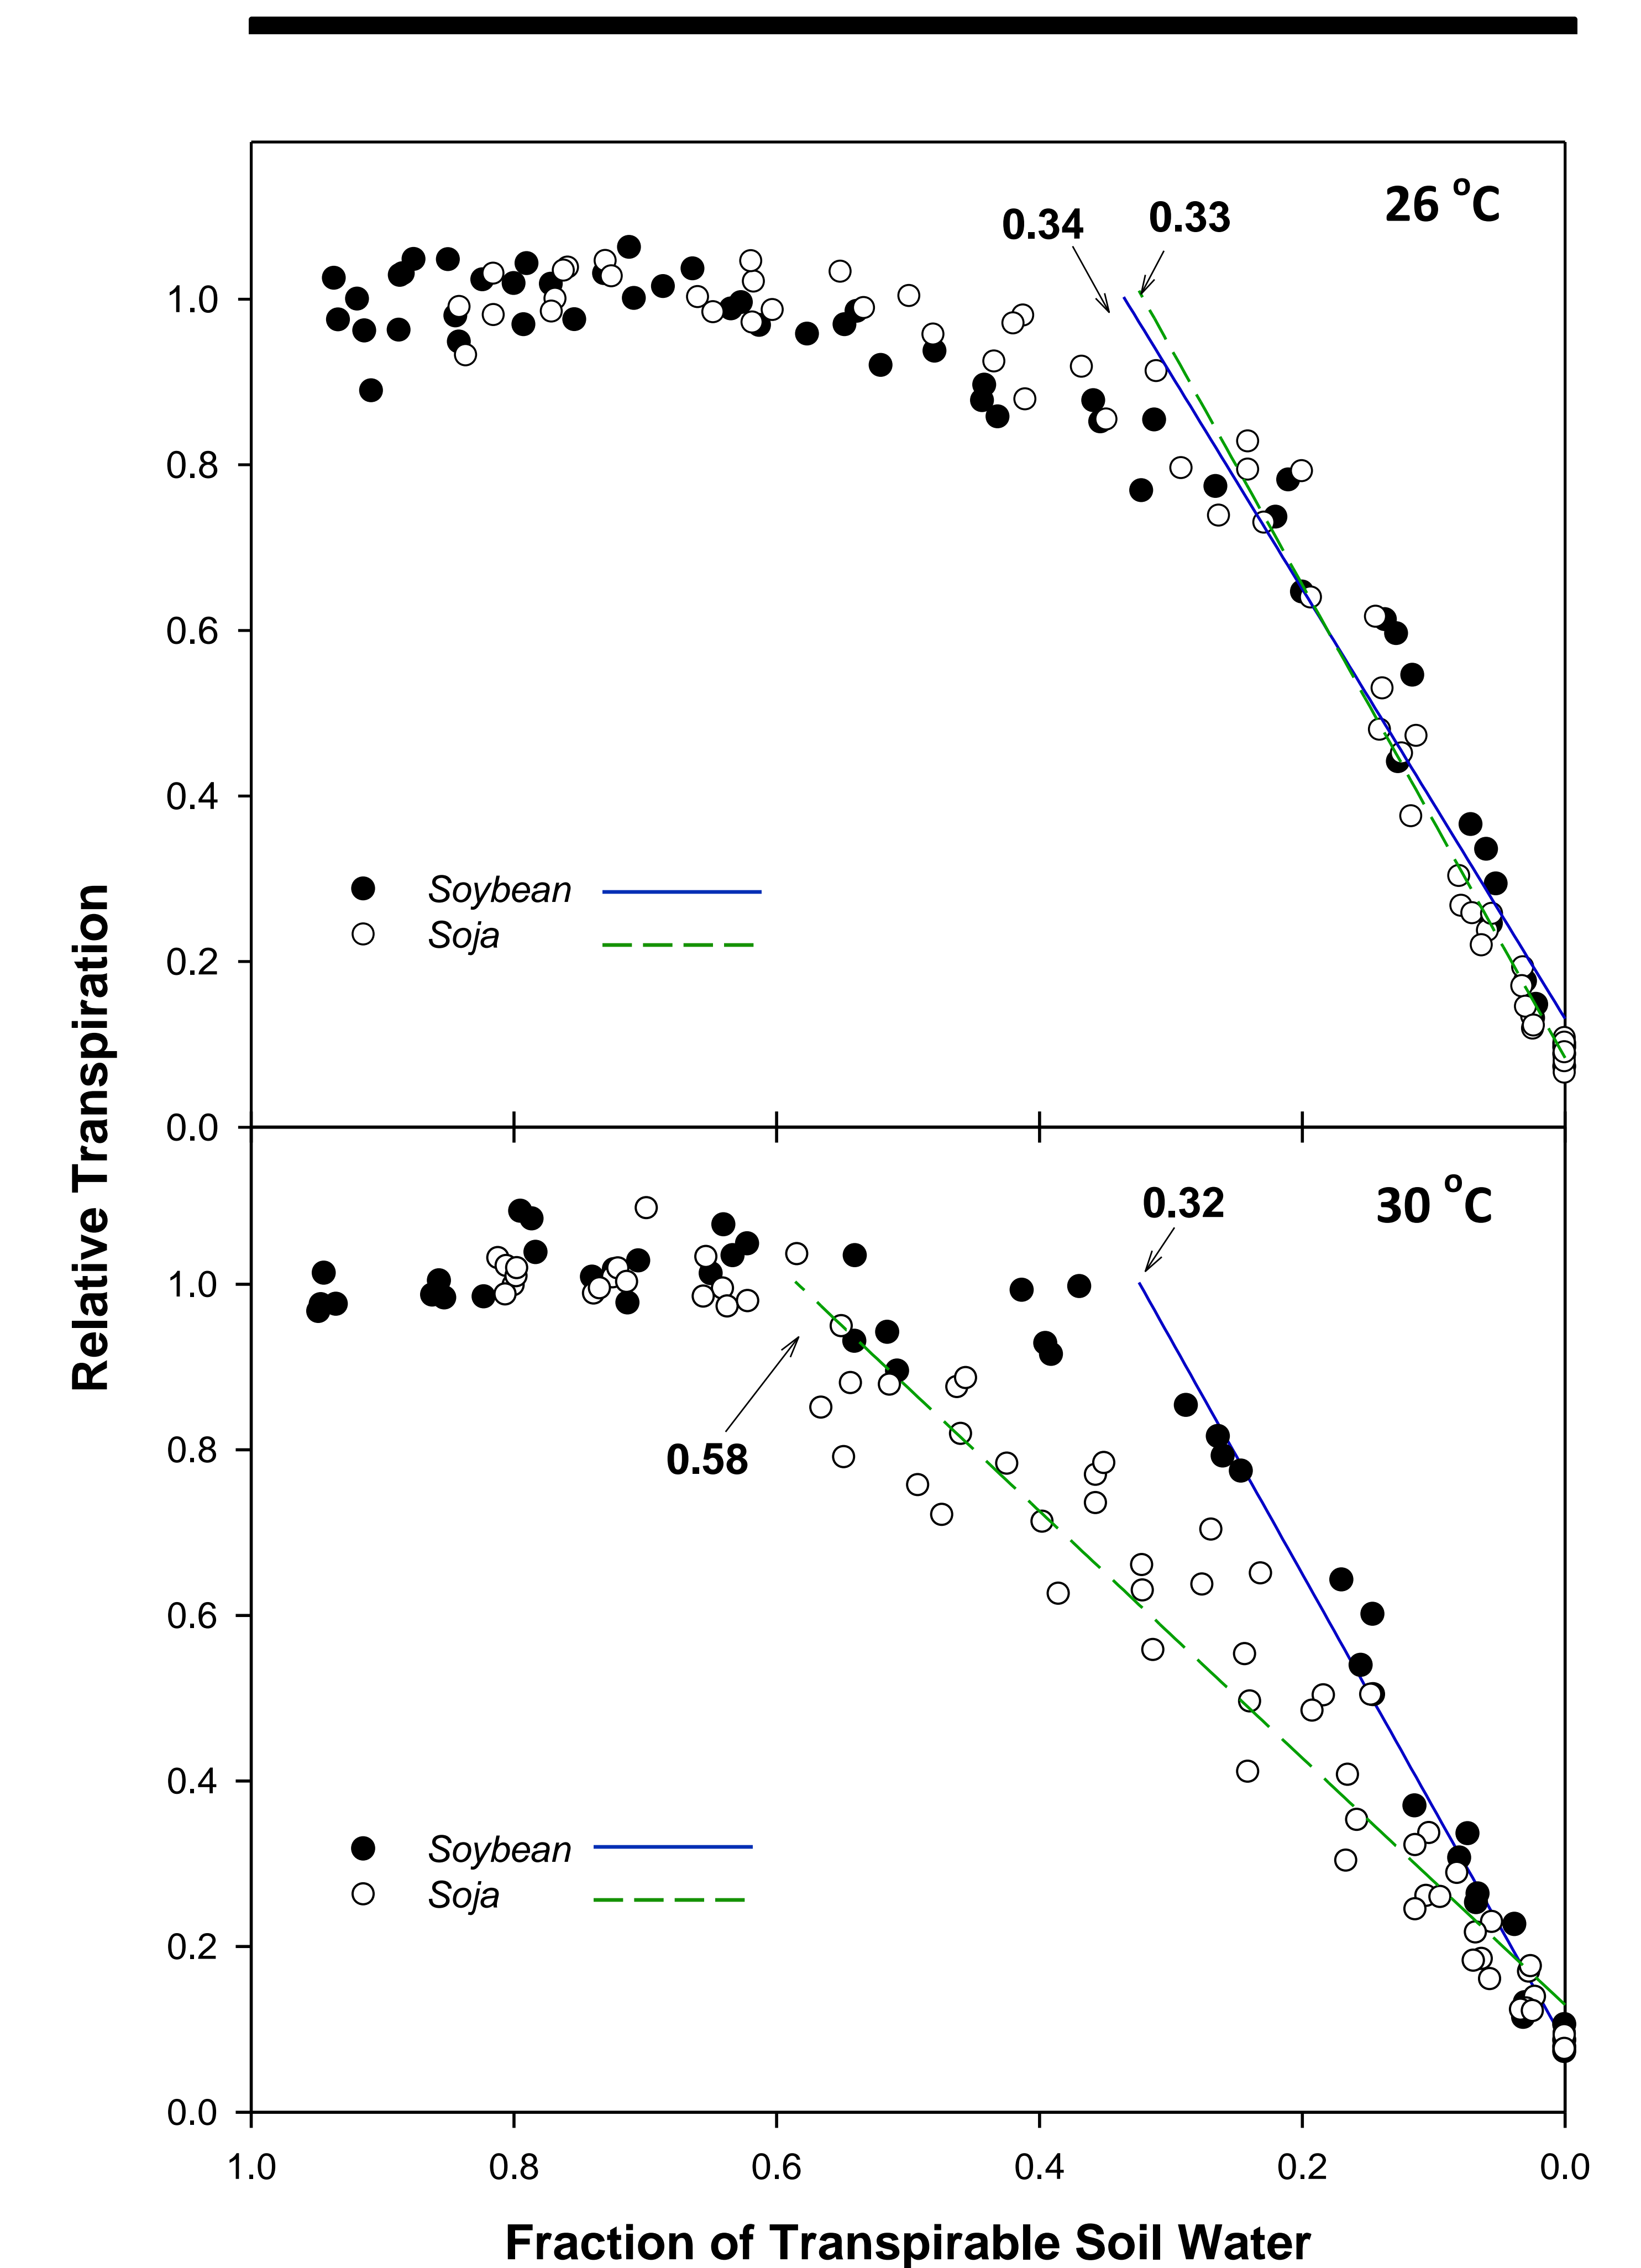 0.34
0.33
26 °C
1.0
0.8
0.6
0.4
0.2
0.0
Soybean
Soja
Relative Transpiration
0.32
30 °C
1.0
0.8
0.6
0.4
0.2
0.0
0.58
Soybean
Soja
1.0 0.8 0.6 0.4 0.2 0.0
Fraction of Transpirable Soil Water